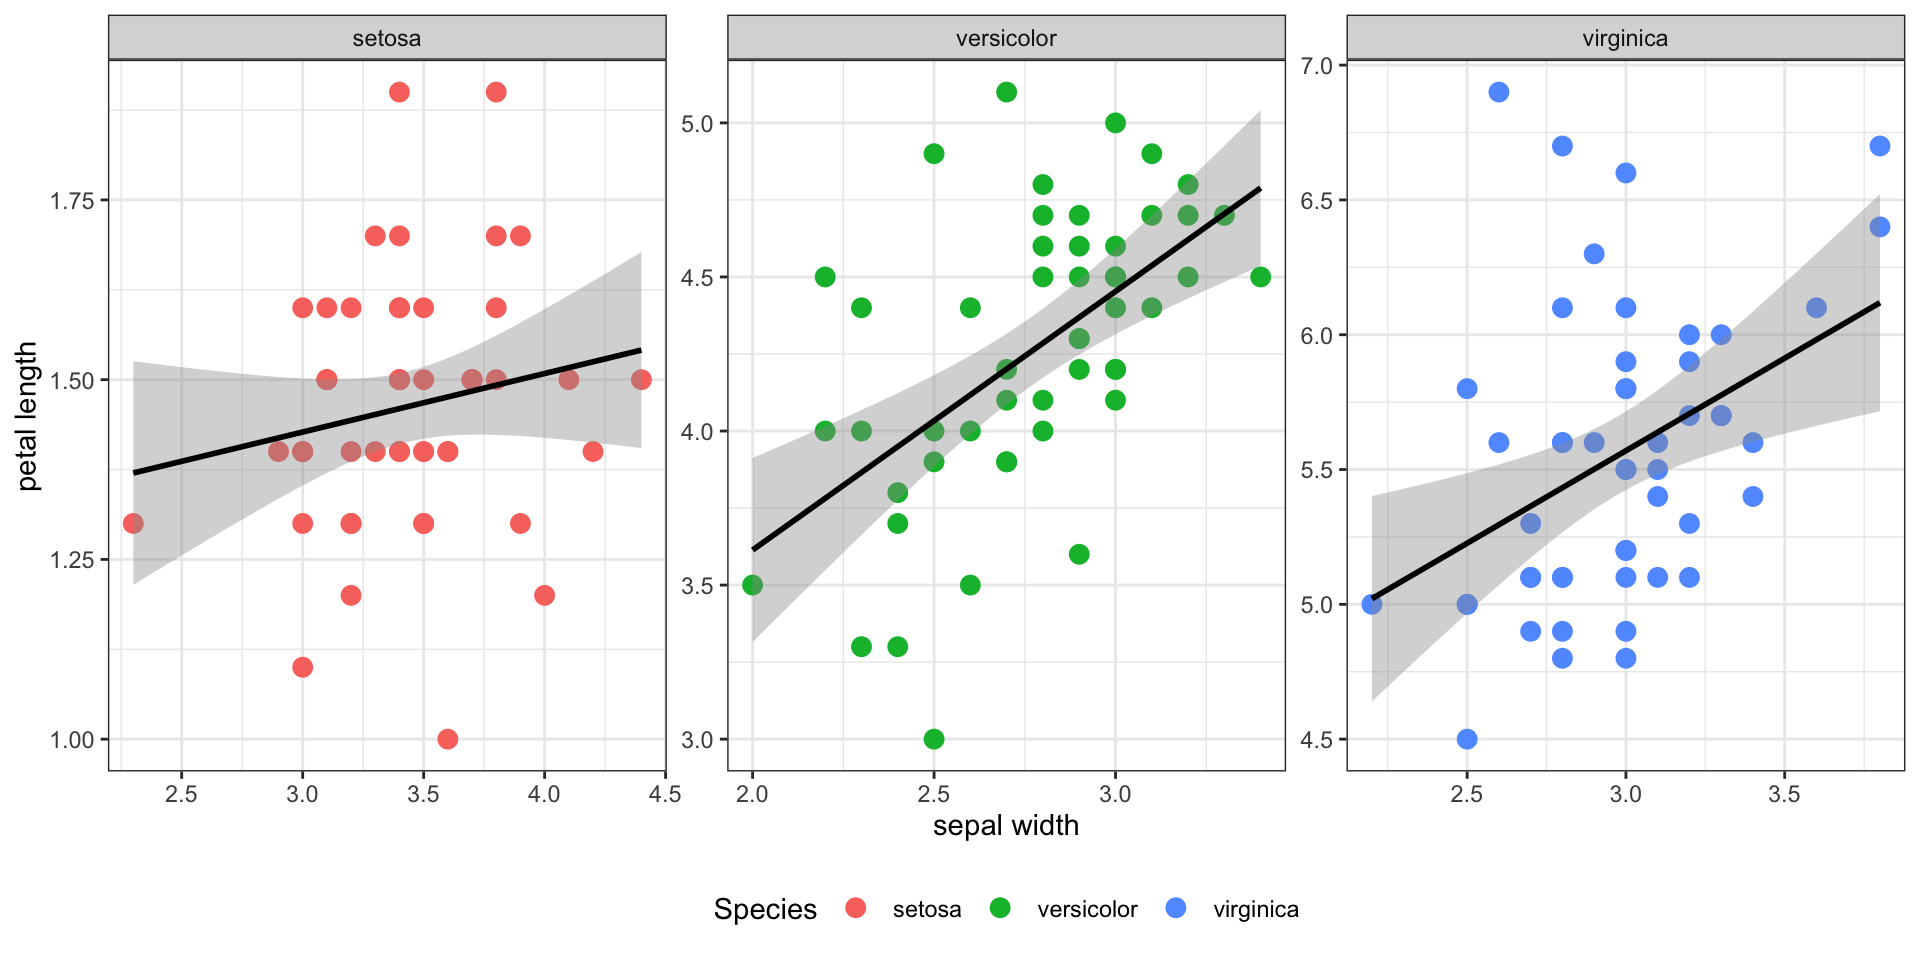 setosa
versicolor
virginica
petal length
1.75
1.50
1.25
1.00
5.0
4.5
4.0
3.5
3.0
7.0
6.5
6.0
5.5
5.0
4.5
2.5 3.0 3.5 4.0 4.5
2.0 2.5 3.0
2.5 3.0 3.5
sepal width
Species setosa versicolor virginica